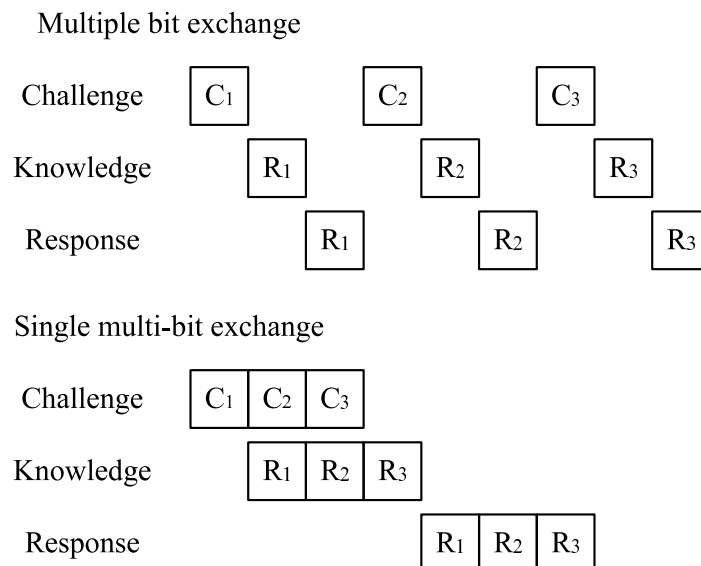 Multiple bit exchange
Challenge C1 C2 C3
Knowledge R1 R2 R3
Response R1 R2 R3
Single multi-bit exchange
Challenge C1 C2 C3
Knowledge R1 R2 R3
Response R1 R2 R3